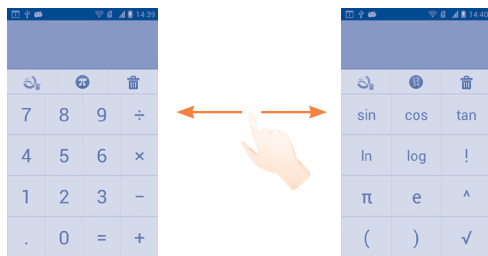 14:39
π
7 8 9 ÷
4 5 6 ×
1 2 3 −
. 0 = +
14:40
sin cos tan
ln log !
π e ^
( ) √